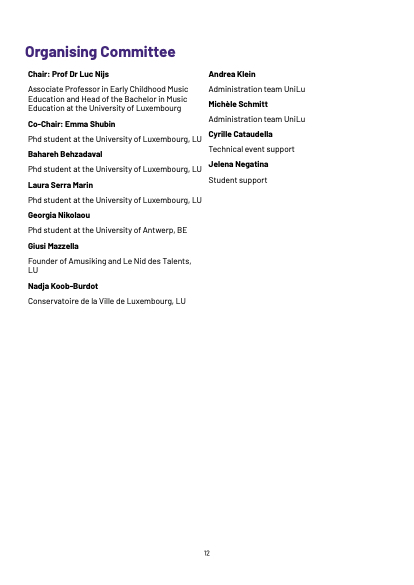 Organising Committee
Chair: Prof Dr Luc Nijs
Associate Professor in Early Childhood Music
Education and Head of the Bachelor in Music
Education at the University of Luxembourg
Co-Chair: Emma Shubin
Phd student at the University of Luxembourg, LU
Bahareh Behzadaval
Phd student at the University of Luxembourg, LU
Laura Serra Marin
Phd student at the University of Luxembourg, LU
Georgia Nikolaou
Phd student at the University of Antwerp, BE
Giusi Mazzella
Founder of Amusiking and Le Nid des Talents,
LU
Nadja Koob-Burdot
Conservatoire de la Ville de Luxembourg, LU
Andrea Klein
Administration team UniLu
Michèle Schmitt
Administration team UniLu
Cyrille Cataudella
Technical event support
Jelena Negatina
Student support
12